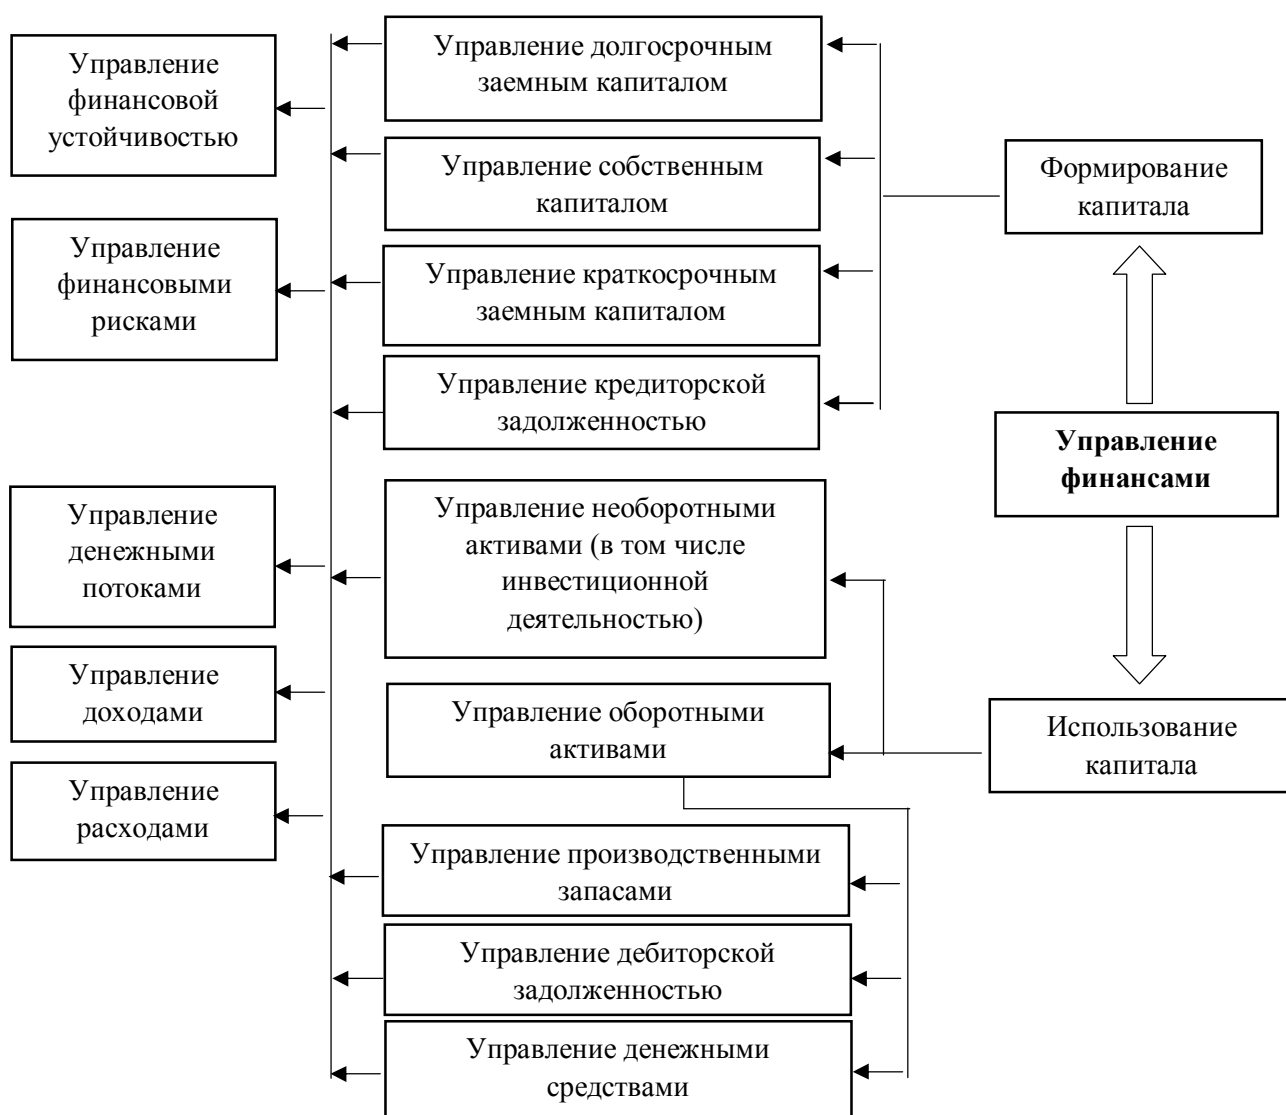 Управление
финансовой
устойчивостью
Управление
финансовыми
рисками
Управление
денежными
потоками
Управление
доходами
Управление
расходами
Управление долгосрочным
заемным капиталом
Управление собственным
капиталом
Управление краткосрочным
заемным капиталом
Управление кредиторской
задолженностью
Управление необоротными
активами (в том числе
инвестиционной
деятельностью)
Управление оборотными
активами
Управление производственными
запасами
Управление дебиторской
задолженностью
Управление денежными
средствами
Формирование
капитала
Управление
финансами
Использование
капитала